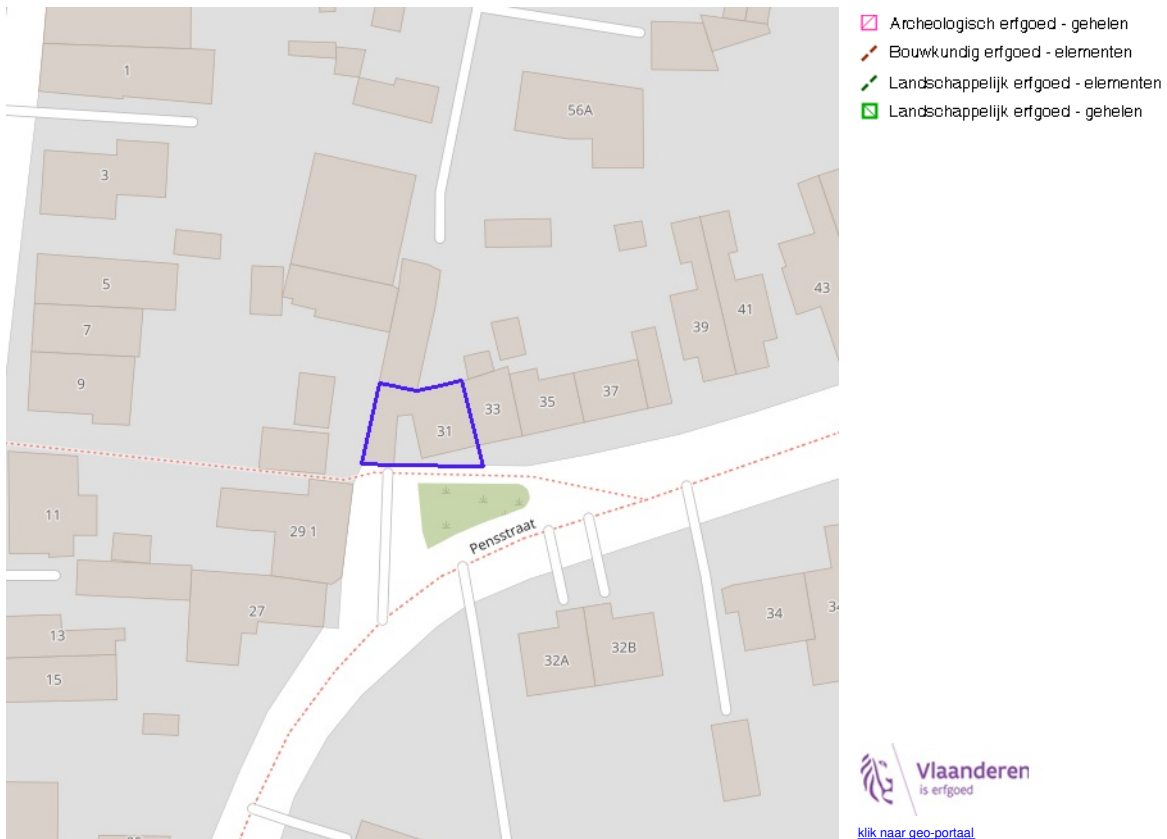 Archeologisch erfgoed - gehelen
Bouwkundig erfgoed - elementen
Landschappelijk erfgoed - elementen
Landschappelijk erfgoed - gehelen
1
56A
3
5
7
9
43
41
39
37
35
33
31
11
29 1
Pensstraat
27
34
13
15
32A
32B
Vlaanderen
is erfgoed
klik naar geo-portaal